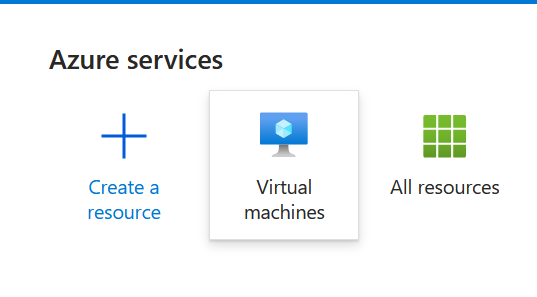 Azure services
Create a
resource
Virtual
machines
All resources